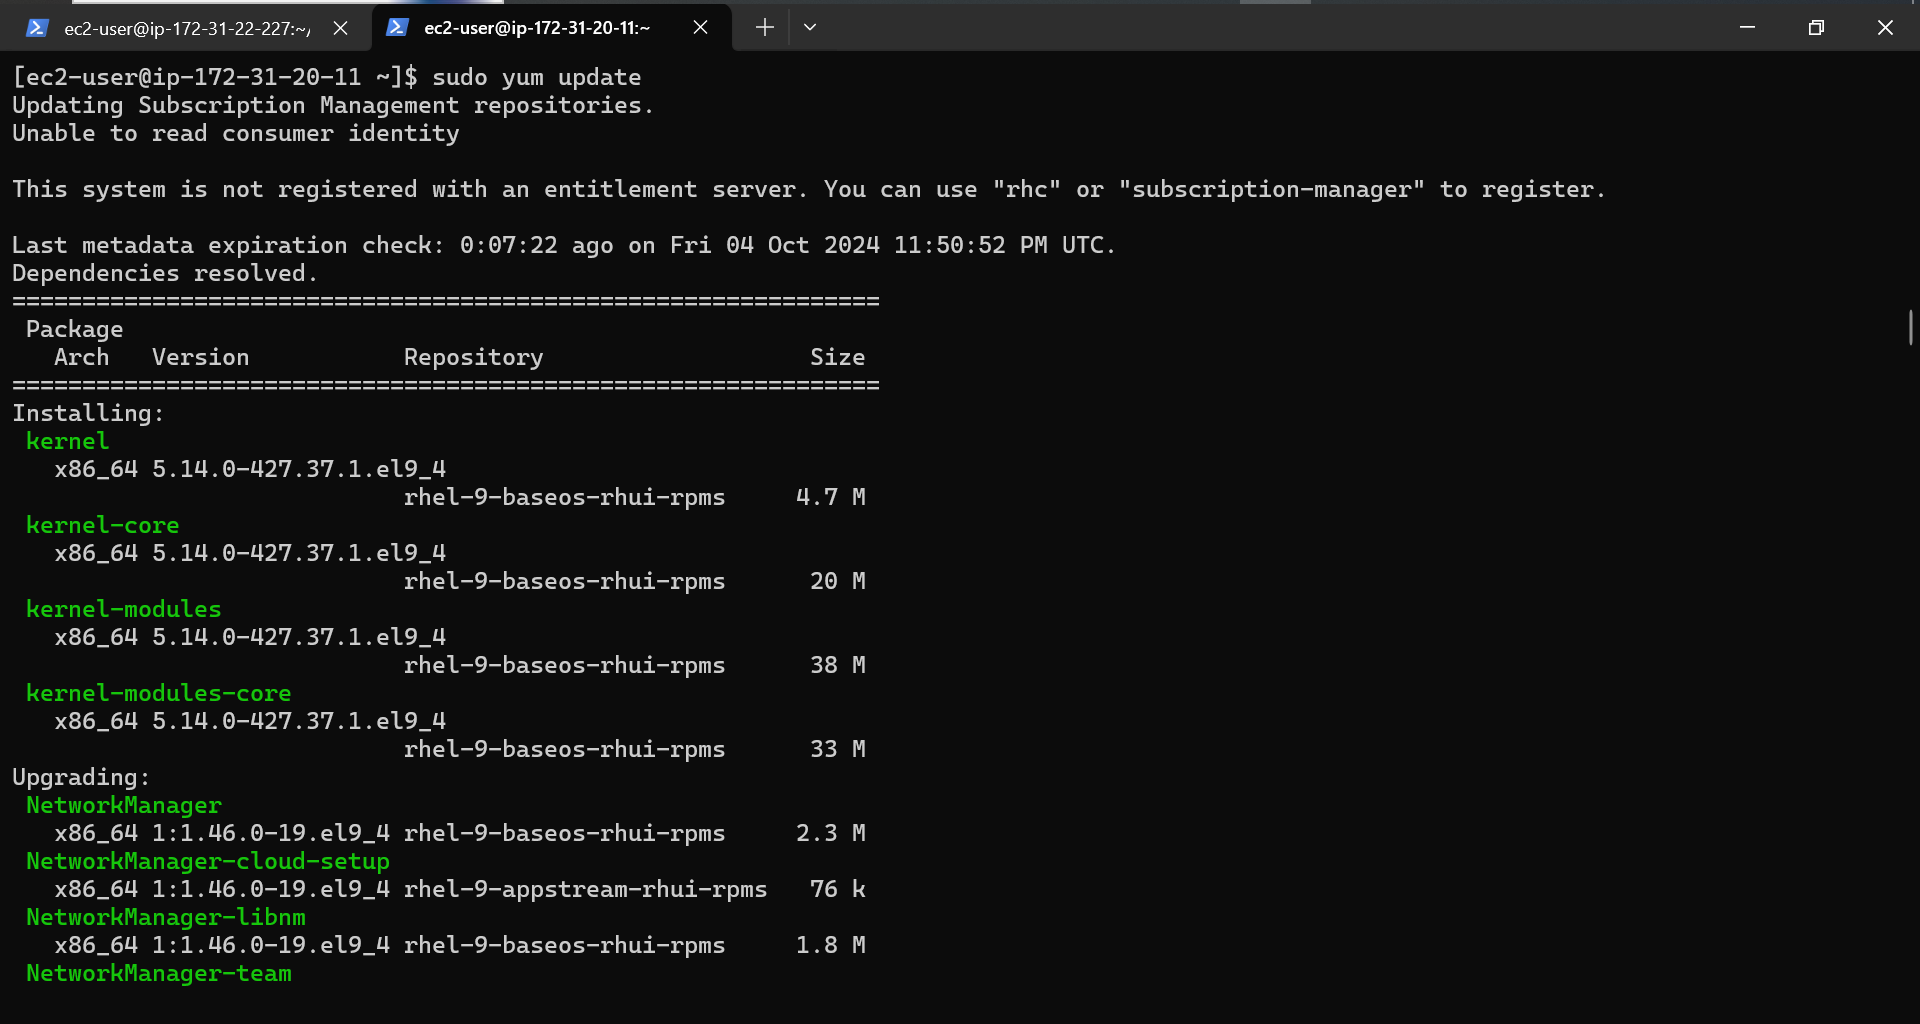 ec2-user@ip-172-31-22-227:~/
ec2-user@ip-172-31-20-11:~
[ec2-user@ip-172-31-20-11 ~]$ sudo yum update
Updating Subscription Management repositories.
Unable to read consumer identity
This system is not registered with an entitlement server. You can use "rhc" or "subscription-manager" to register.
Last metadata expiration check: 0:07:22 ago on Fri 04 Oct 2024 11:50:52 PM UTC.
Dependencies resolved.
==============================================================
Package
Arch Version Repository Size
==============================================================
Installing:
kernel
x86_64 5.14.0-427.37.1.el9_4
rhel-9-baseos-rhui-rpms 4.7 M
kernel-core
x86_64 5.14.0-427.37.1.el9_4
rhel-9-baseos-rhui-rpms 20 M
kernel-modules
x86_64 5.14.0-427.37.1.el9_4
rhel-9-baseos-rhui-rpms 38 M
kernel-modules-core
x86_64 5.14.0-427.37.1.el9_4
rhel-9-baseos-rhui-rpms 33 M
Upgrading:
NetworkManager
x86_64 1:1.46.0-19.el9_4 rhel-9-baseos-rhui-rpms 2.3 M
NetworkManager-cloud-setup
x86_64 1:1.46.0-19.el9_4 rhel-9-appstream-rhui-rpms 76 k
NetworkManager-libnm
x86_64 1:1.46.0-19.el9_4 rhel-9-baseos-rhui-rpms 1.8 M
NetworkManager-team